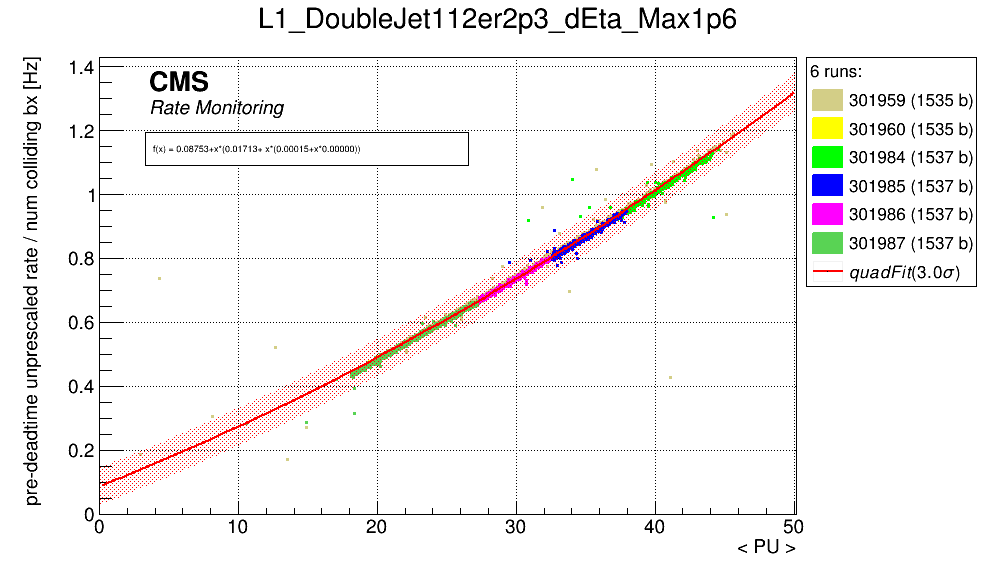 L1_DoubleJet112er2p3_dEta_Max1p6
pre-deadtime unprescaled rate / num colliding bx [Hz]
1.4
1.2
1
0.8
0.6
0.4
0.2
0
CMS
Rate Monitoring
f(x) = 0.08753+x*(0.01713+ x*(0.00015+x*0.00000))
0 10 20 30 40 50
< PU >
6 runs:
301959 (1535 b)
301960 (1535 b)
301984 (1537 b)
301985 (1537 b)
301986 (1537 b)
301987 (1537 b)
quadFit(3.0σ)